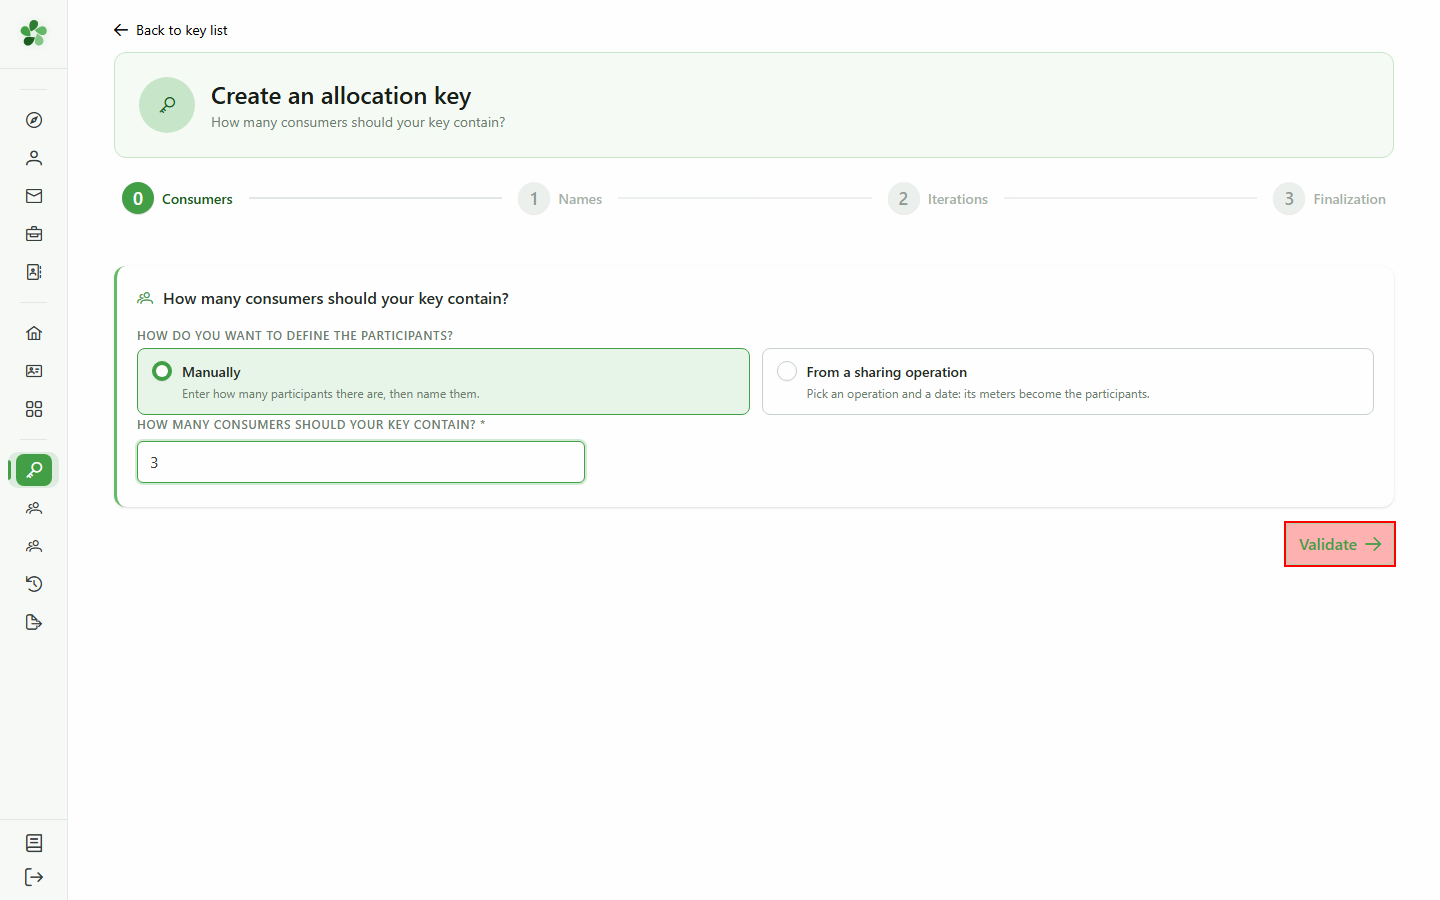 Back to key list
Create an allocation key
How many consumers should your key contain?
0 Consumers
1 Names
2 Iterations
3 Finalization
How many consumers should your key contain?
HOW DO YOU WANT TO DEFINE THE PARTICIPANTS?
Manually
Enter how many participants there are, then name them.
From a sharing operation
Pick an operation and a date: its meters become the participants.
HOW MANY CONSUMERS SHOULD YOUR KEY CONTAIN? *
3
Validate